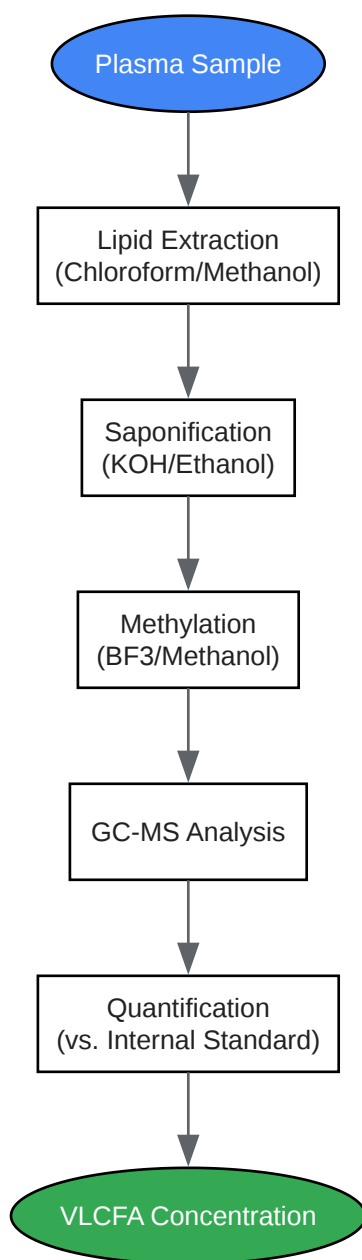 Plasma Sample
Lipid Extraction
(Chloroform/Methanol)
Saponification
(KOH/Ethanol)
Methylation
(BF3/Methanol)
GC-MS Analysis
Quantification
(vs. Internal Standard)
VLCFA Concentration